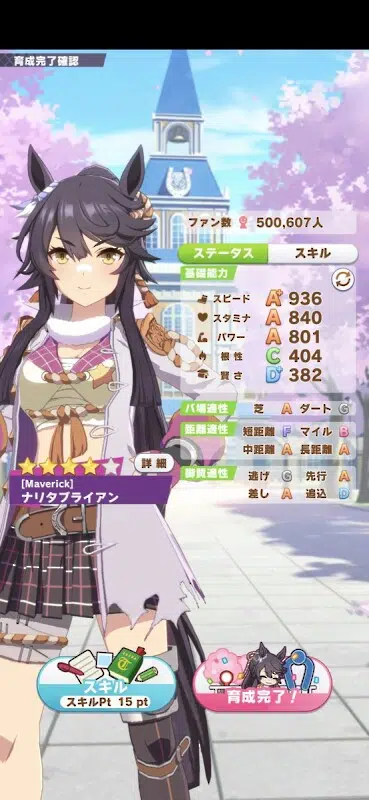 育成完了確認
ファン数 500,607人
ステータス スキル
基礎能力
スピード A+ 936
スタミナ A 840
パワー A 801
根性 C 404
賢さ D+ 382
バ場適性 芝 A ダート G
距離適性 短距離 F マイル B
中距離 A 長距離 A
脚質適性 逃げ G 先行 A
差し A 追込 D
詳細
[Maverick]
ナリタブライアン
スキル
スキルPt 15 pt
育成完了！